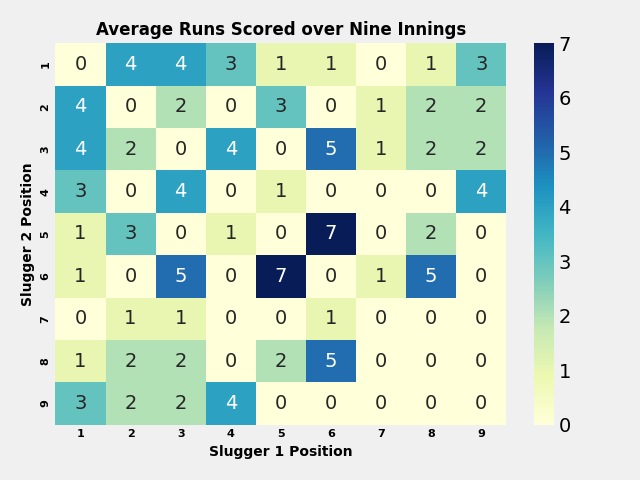 Average Runs Scored over Nine Innings
1 0 4 4 3 1 1 0 1 3
2 4 0 2 0 3 0 1 2 2
3 4 2 0 4 0 5 1 2 2
4 3 0 4 0 1 0 0 0 4
5 1 3 0 1 0 7 0 2 0
6 1 0 5 0 7 0 1 5 0
7 0 1 1 0 0 1 0 0 0
8 1 2 2 0 2 5 0 0 0
9 3 2 2 4 0 0 0 0 0
1 2 3 4 5 6 7 8 9
Slugger 2 Position
Slugger 1 Position
7
6
5
4
3
2
1
0